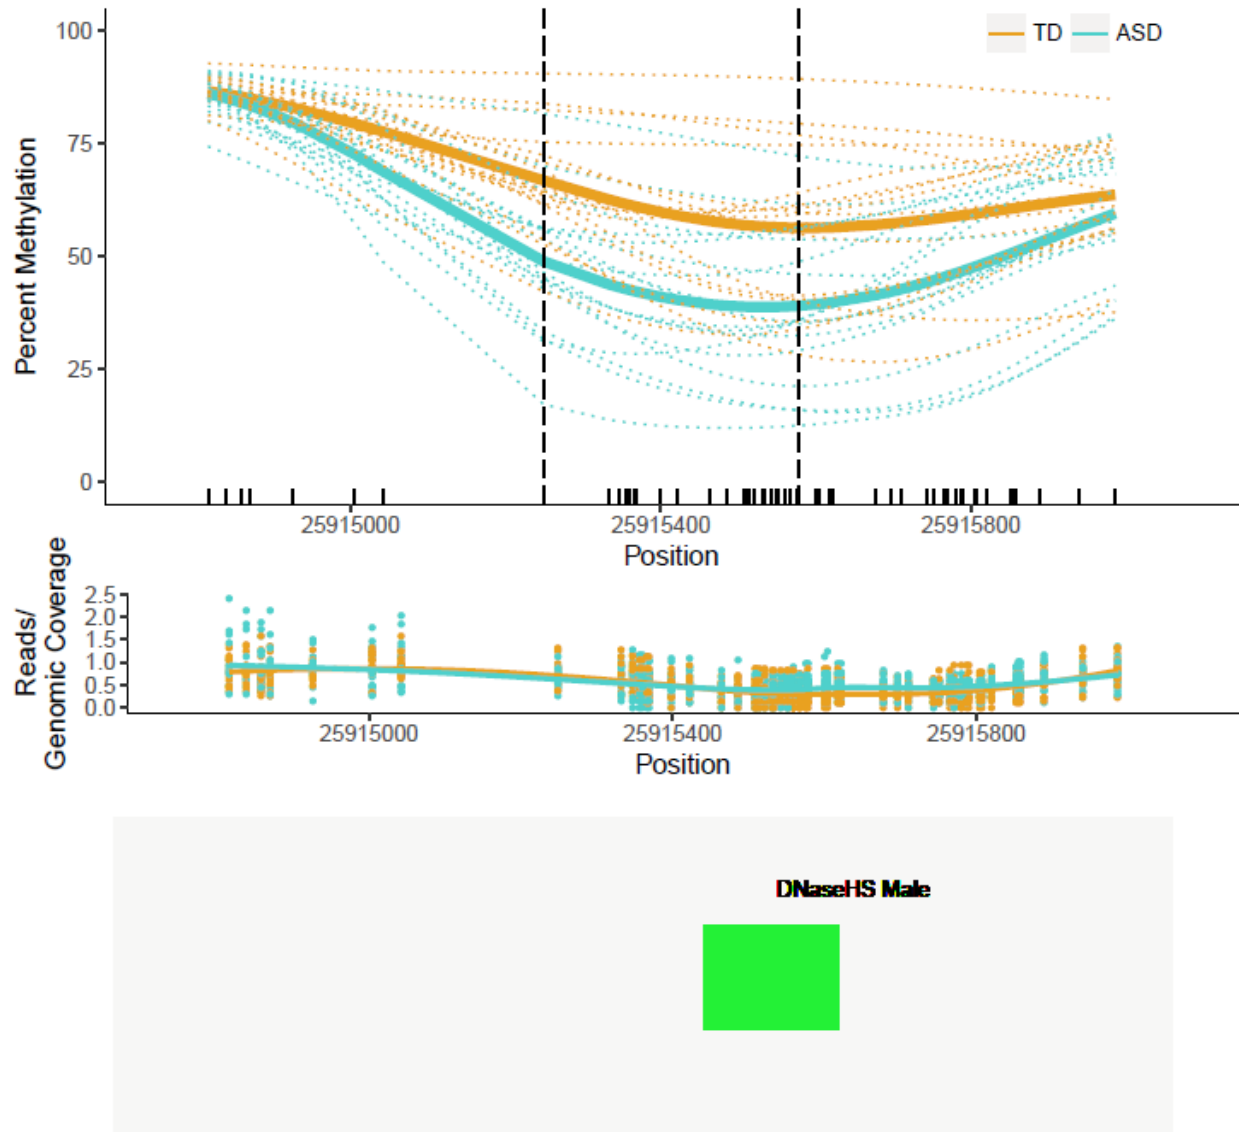 100
75
50
25
0
Percent Methylation
TD ASD
25915000 25915400 25915800
Position
Reads/
Genomic Coverage
2.5
2.0
1.5
1.0
0.5
0.0
25915000 25915400 25915800
Position
DNaseHS Male